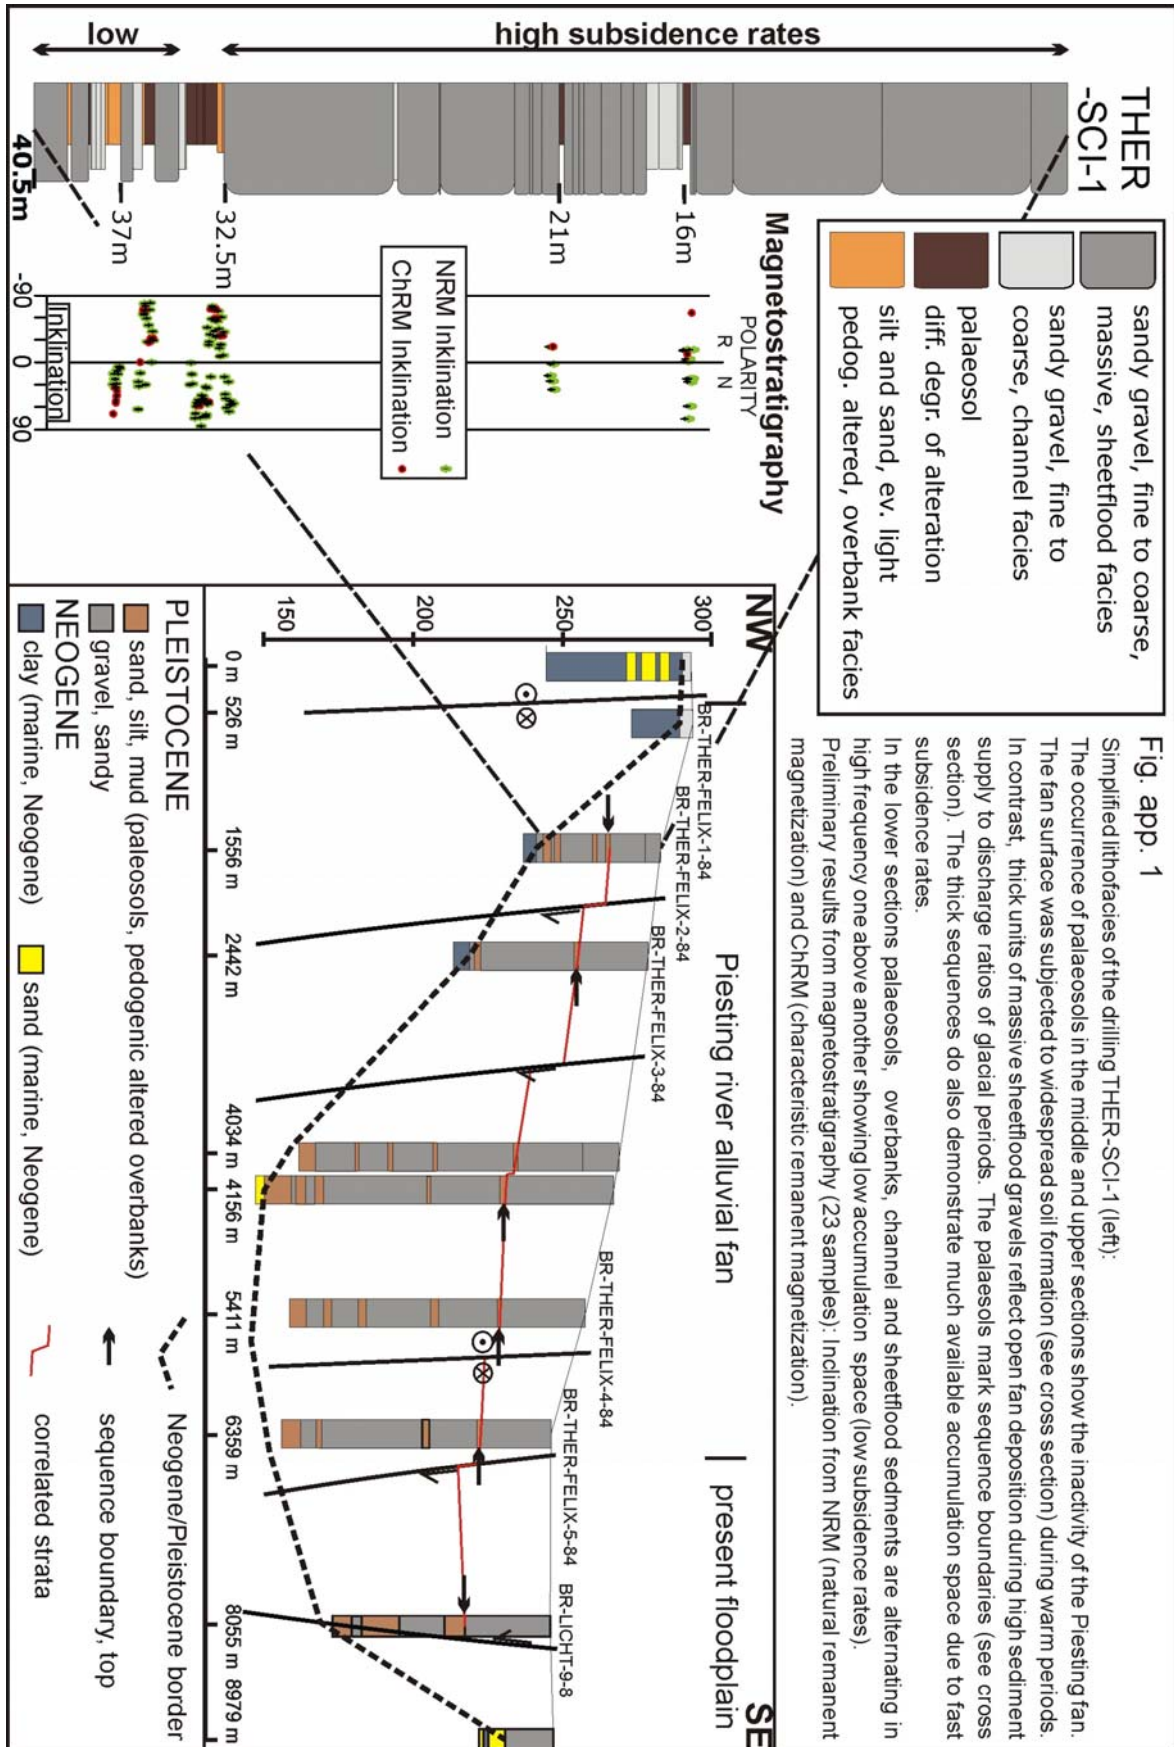 THER
-SCI-1
low
high subsidence rates
40.5m
37m
32.5m
21m
16m
sandy gravel, fine to coarse,
massive, sheetflood facies
sandy gravel, fine to
coarse, channel facies
palaeosol
diff. degr. of alteration
silt and sand, ev. light
pedog. altered, overbank facies
Magnetostratigraphy
POLARITY
R N
NRM Inklination
ChRM Inklination
-90
0
90
Inklination
Fig. app. 1
Simplified lithofacies of the drilling THER-SCI-1 (left):
The occurrence of palaeosols in the middle and upper sections show the inactivity of the Piesting fan.
The fan surface was subjected to widespread soil formation (see cross section) during warm periods.
In contrast, thick units of massive sheetflood gravels reflect open fan deposition during high sediment
supply to discharge ratios of glacial periods. The palaesols mark sequence boundaries (see cross
section). The thick sequences do also demonstrate much available accumulation space due to fast
subsidence rates.
In the lower sections palaeosols, overbanks, channel and sheetflood sediments are alternating in
high frequency one above another showing low accumulation space (low subsidence rates).
Preliminary results from magnetostratigraphy (23 samples): Inclination from NRM (natural remanent
magnetization) and ChRM (characteristic remanent magnetization).
NW
SE
Piesting river alluvial fan
present floodplain
300
250
200
150
BR-THER-FELIX-1-84
BR-THER-FELIX-2-84
BR-THER-FELIX-3-84
BR-THER-FELIX-4-84
BR-THER-FELIX-5-84
BR-LICHT-9-8
0 m
526 m
1556 m
2442 m
4034 m
4156 m
5411 m
6359 m
8055 m
8979 m
PLEISTOCENE
sand, silt, mud (paleosols, pedogenic altered overbanks)
gravel, sandy
NEOGENE
clay (marine, Neogene)
sand (marine, Neogene)
Neogene/Pleistocene border
sequence boundary, top
correlated strata